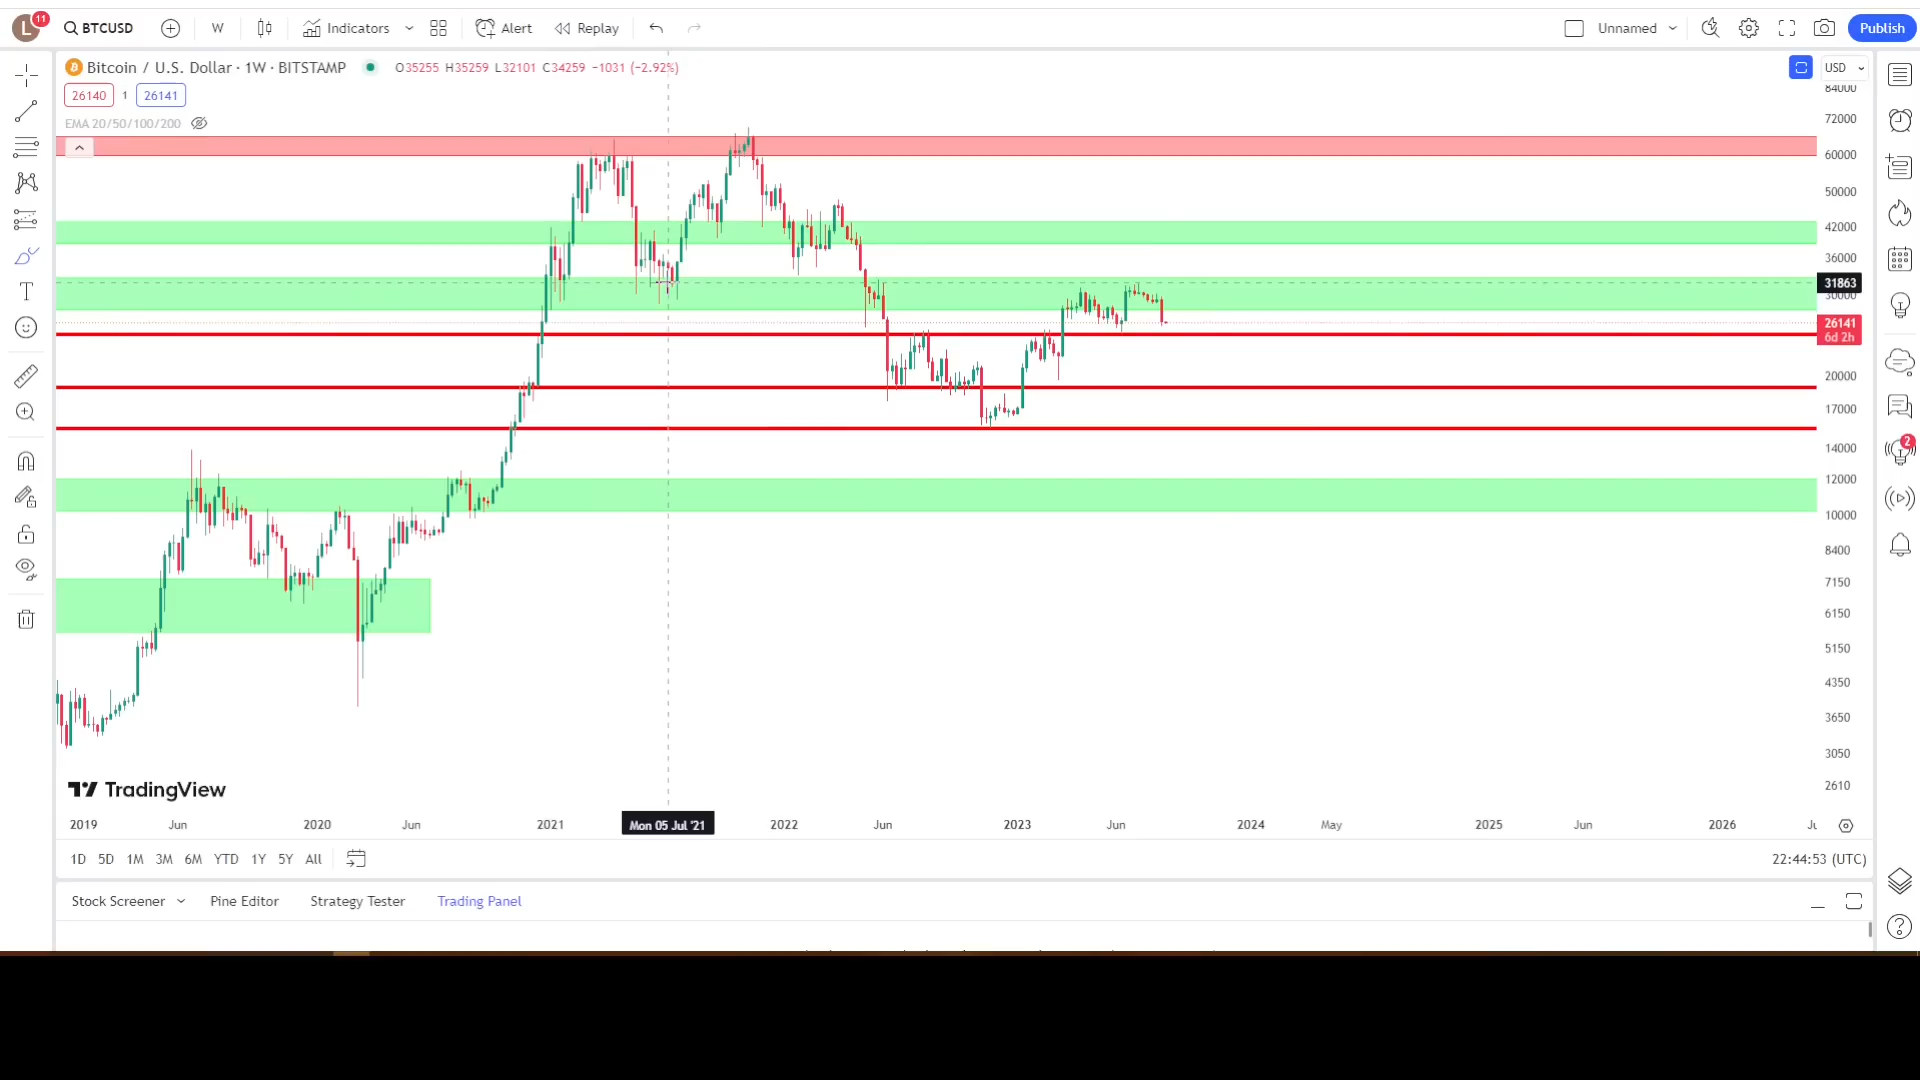 L 11 BTCUSD W Indicators Alert Replay Unnamed Publish
Bitcoin / U.S. Dollar · 1W · BITSTAMP O35255 H35259 L32101 C34259 −1031 (−2.92%) USD
26140 1 26141
EMA 20/50/100/200
84000
72000
60000
50000
42000
36000
31863
30000
26141
6d 2h
20000
17000
14000
12000
10000
8400
7150
6150
5150
4350
3650
3050
2610
2
TradingView
2019 Jun 2020 Jun 2021 Mon 05 Jul '21 2022 Jun 2023 Jun 2024 May 2025 Jun 2026
1D 5D 1M 3M 6M YTD 1Y 5Y All 22:44:53 (UTC)
Stock Screener Pine Editor Strategy Tester Trading Panel